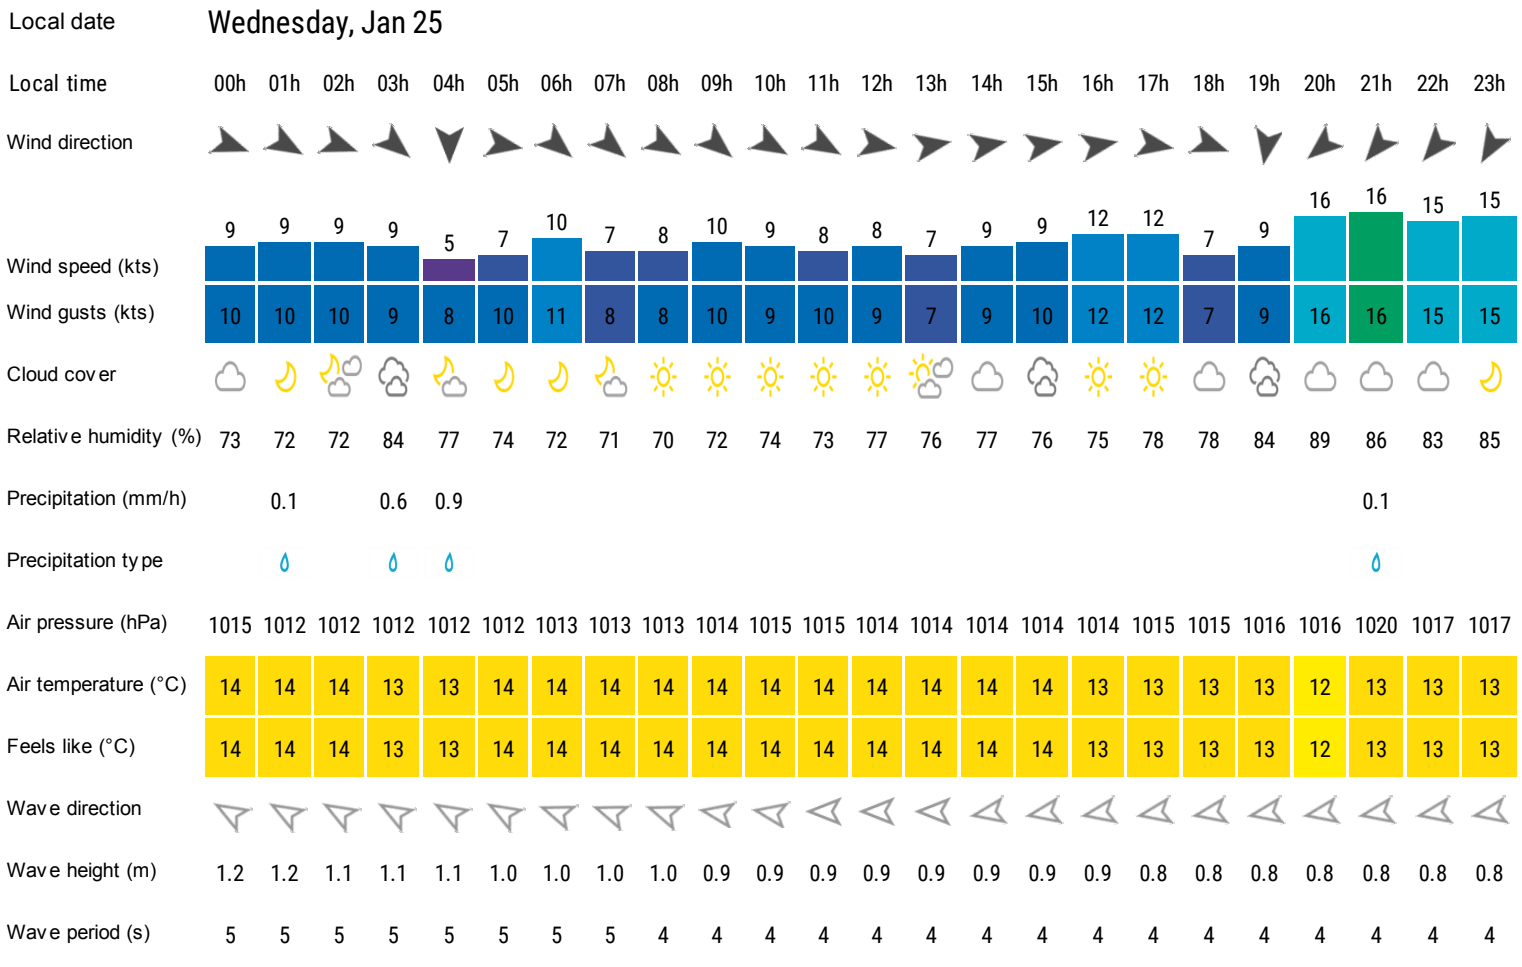 Local date Wednesday, Jan 25
Local time 00h 01h 02h 03h 04h 05h 06h 07h 08h 09h 10h 11h 12h 13h 14h 15h 16h 17h 18h 19h 20h 21h 22h 23h
Wind direction
Wind speed (kts) 9 9 9 9 5 7 10 7 8 10 9 8 8 7 9 9 12 12 7 9 16 16 15 15
Wind gusts (kts) 10 10 10 9 8 10 11 8 8 10 9 10 9 7 9 10 12 12 7 9 16 16 15 15
Cloud cover
Relative humidity (%) 73 72 72 84 77 74 72 71 70 72 74 73 77 76 77 76 75 78 78 84 89 86 83 85
Precipitation (mm/h) 0.1 0.6 0.9 0.1
Precipitation type
Air pressure (hPa) 1015 1012 1012 1012 1012 1012 1013 1013 1013 1014 1015 1015 1014 1014 1014 1014 1014 1015 1015 1016 1016 1020 1017 1017
Air temperature (°C) 14 14 14 13 13 14 14 14 14 14 14 14 14 14 14 14 13 13 13 13 12 13 13 13
Feels like (°C) 14 14 14 13 13 14 14 14 14 14 14 14 14 14 14 14 13 13 13 13 12 13 13 13
Wave direction
Wave height (m) 1.2 1.2 1.1 1.1 1.1 1.0 1.0 1.0 1.0 0.9 0.9 0.9 0.9 0.9 0.9 0.9 0.9 0.8 0.8 0.8 0.8 0.8 0.8 0.8
Wave period (s) 5 5 5 5 5 5 5 5 4 4 4 4 4 4 4 4 4 4 4 4 4 4 4 4